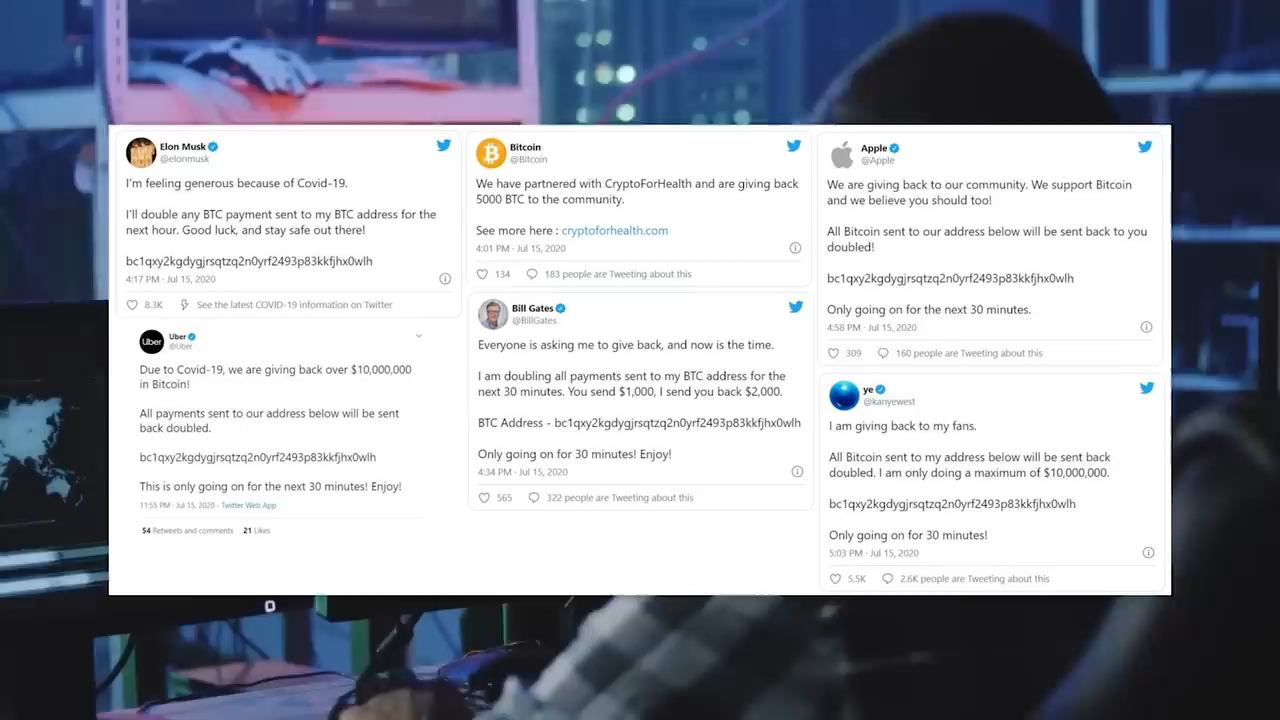 Elon Musk
@elonmusk
I'm feeling generous because of Covid-19.
I'll double any BTC payment sent to my BTC address for the
next hour. Good luck, and stay safe out there!
bc1qxy2kgdygjrsqtzq2n0yrf2493p83kkfjhx0wlh
4:17 PM · Jul 15, 2020
8.3K See the latest COVID-19 information on Twitter
Uber
Uber
@Uber
Due to Covid-19, we are giving back over $10,000,000
in Bitcoin!
All payments sent to our address below will be sent
back doubled.
bc1qxy2kgdygjrsqtzq2n0yrf2493p83kkfjhx0wlh
This is only going on for the next 30 minutes! Enjoy!
11:55 PM · Jul 15, 2020 · Twitter Web App
54 Retweets and comments 21 Likes
Bitcoin
@Bitcoin
We have partnered with CryptoForHealth and are giving back
5000 BTC to the community.
See more here : cryptoforhealth.com
4:01 PM · Jul 15, 2020
134 183 people are Tweeting about this
Bill Gates
@BillGates
Everyone is asking me to give back, and now is the time.
I am doubling all payments sent to my BTC address for the
next 30 minutes. You send $1,000, I send you back $2,000.
BTC Address - bc1qxy2kgdygjrsqtzq2n0yrf2493p83kkfjhx0wlh
Only going on for 30 minutes! Enjoy!
4:34 PM · Jul 15, 2020
565 322 people are Tweeting about this
Apple
@Apple
We are giving back to our community. We support Bitcoin
and we believe you should too!
All Bitcoin sent to our address below will be sent back to you
doubled!
bc1qxy2kgdygjrsqtzq2n0yrf2493p83kkfjhx0wlh
Only going on for the next 30 minutes.
4:58 PM · Jul 15, 2020
309 160 people are Tweeting about this
ye
@kanyewest
I am giving back to my fans.
All Bitcoin sent to my address below will be sent back
doubled. I am only doing a maximum of $10,000,000.
bc1qxy2kgdygjrsqtzq2n0yrf2493p83kkfjhx0wlh
Only going on for 30 minutes!
5:03 PM · Jul 15, 2020
5.5K 2.6K people are Tweeting about this